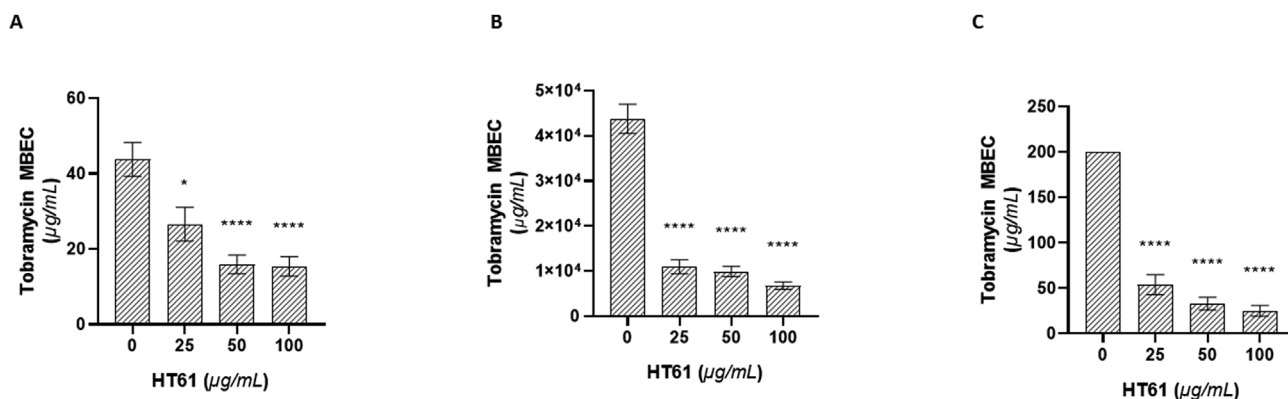 A
Tobramycin MBEC
(µg/mL)
60
40
20
0
*
****
****
0 25 50 100
HT61 (µg/mL)
B
Tobramycin MBEC
(µg/mL)
5×10⁴
4×10⁴
3×10⁴
2×10⁴
1×10⁴
0
****
****
****
0 25 50 100
HT61 (µg/mL)
C
Tobramycin MBEC
(µg/mL)
250
200
150
100
50
0
****
****
****
0 25 50 100
HT61 (µg/mL)